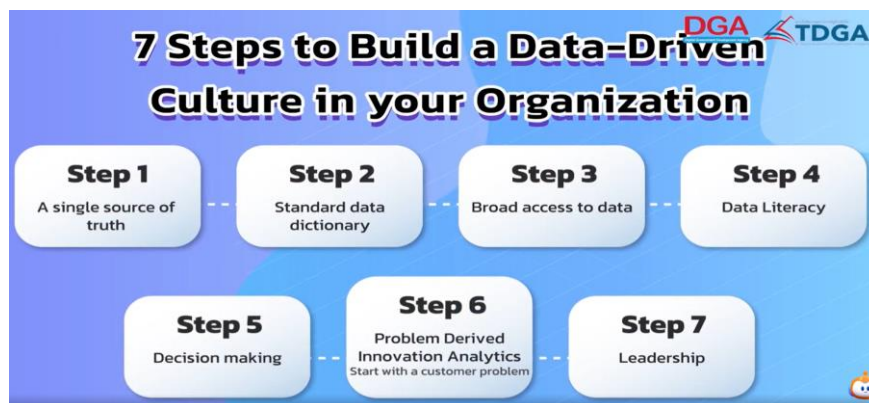 DGA
TDGA
7 Steps to Build a Data-Driven
Culture in your Organization
Step 1
A single source of
truth
Step 2
Standard data
dictionary
Step 3
Broad access to data
Step 4
Data Literacy
Step 5
Decision making
Step 6
Problem Derived
Innovation Analytics
Start with a customer problem
Step 7
Leadership